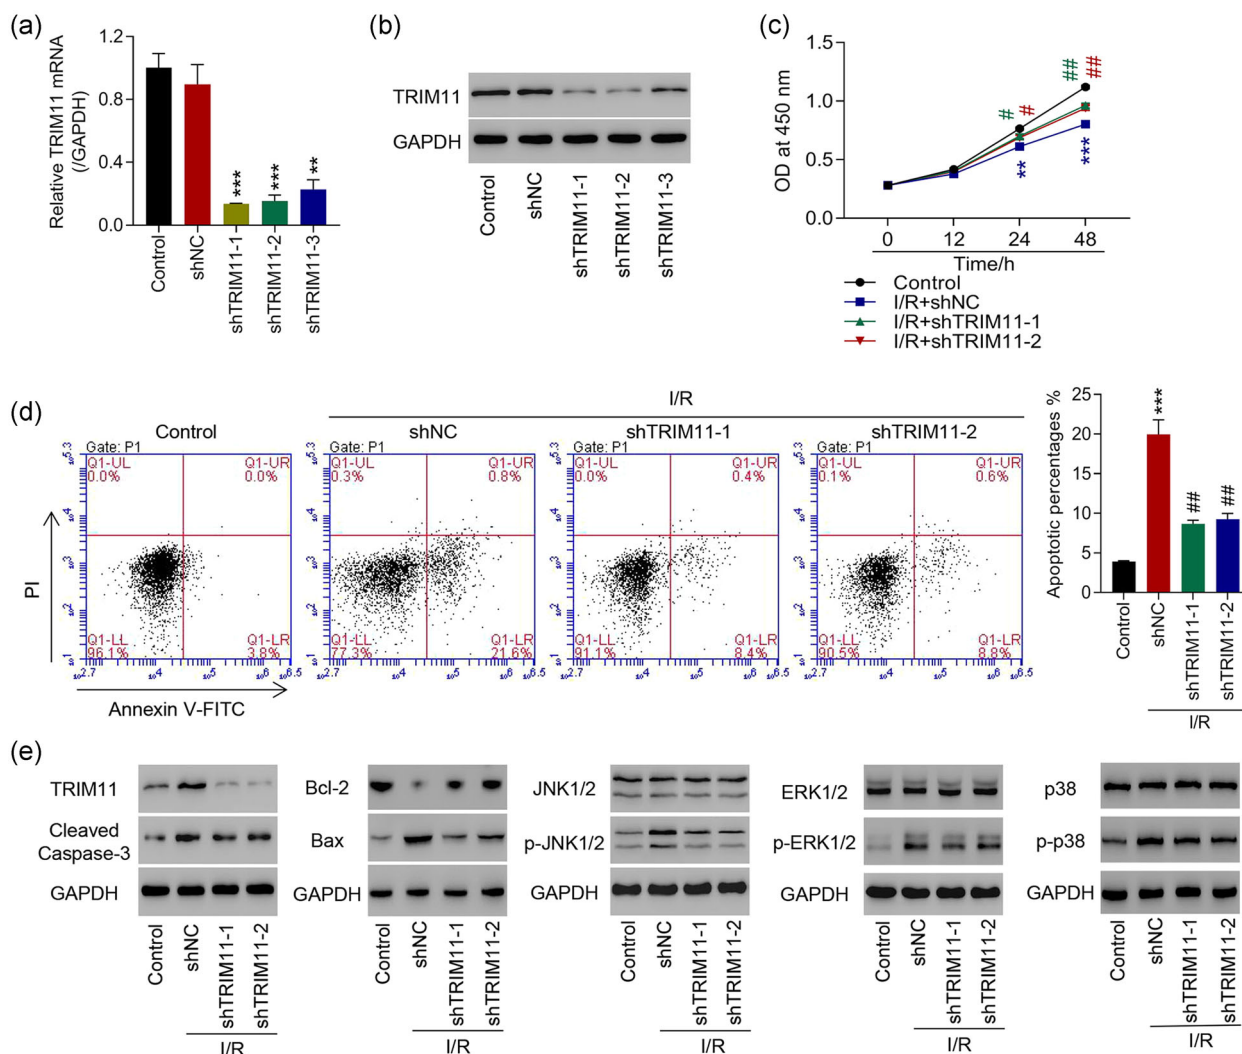 (a)
Relative TRIM11 mRNA
(/GAPDH)
1.2
0.8
0.4
0.0
***
***
**
Control
shNC
shTRIM11-1
shTRIM11-2
shTRIM11-3
(b)
TRIM11
GAPDH
Control
shNC
shTRIM11-1
shTRIM11-2
shTRIM11-3
(c)
OD at 450 nm
1.5
1.0
0.5
0.0
#
#
##
##
**
***
0 12 24 48
Time/h
Control
I/R+shNC
I/R+shTRIM11-1
I/R+shTRIM11-2
(d)
I/R
Control
shNC
shTRIM11-1
shTRIM11-2
PI
Annexin V-FITC
Gate: P1
Q1-UL
0.0%
Q1-UR
0.0%
Q1-LL
96.1%
Q1-LR
3.8%
Gate: P1
Q1-UL
0.3%
Q1-UR
0.8%
Q1-LL
77.3%
Q1-LR
21.6%
Gate: P1
Q1-UL
0.0%
Q1-UR
0.4%
Q1-LL
91.1%
Q1-LR
8.4%
Gate: P1
Q1-UL
0.1%
Q1-UR
0.6%
Q1-LL
90.5%
Q1-LR
8.8%
Apoptotic percentages %
25
20
15
10
5
0
***
##
##
Control
shNC
shTRIM11-1
shTRIM11-2
I/R
(e)
TRIM11
Cleaved
Caspase-3
GAPDH
Control
shNC
shTRIM11-1
shTRIM11-2
I/R
Bcl-2
Bax
GAPDH
Control
shNC
shTRIM11-1
shTRIM11-2
I/R
JNK1/2
p-JNK1/2
GAPDH
Control
shNC
shTRIM11-1
shTRIM11-2
I/R
ERK1/2
p-ERK1/2
GAPDH
Control
shNC
shTRIM11-1
shTRIM11-2
I/R
p38
p-p38
GAPDH
Control
shNC
shTRIM11-1
shTRIM11-2
I/R